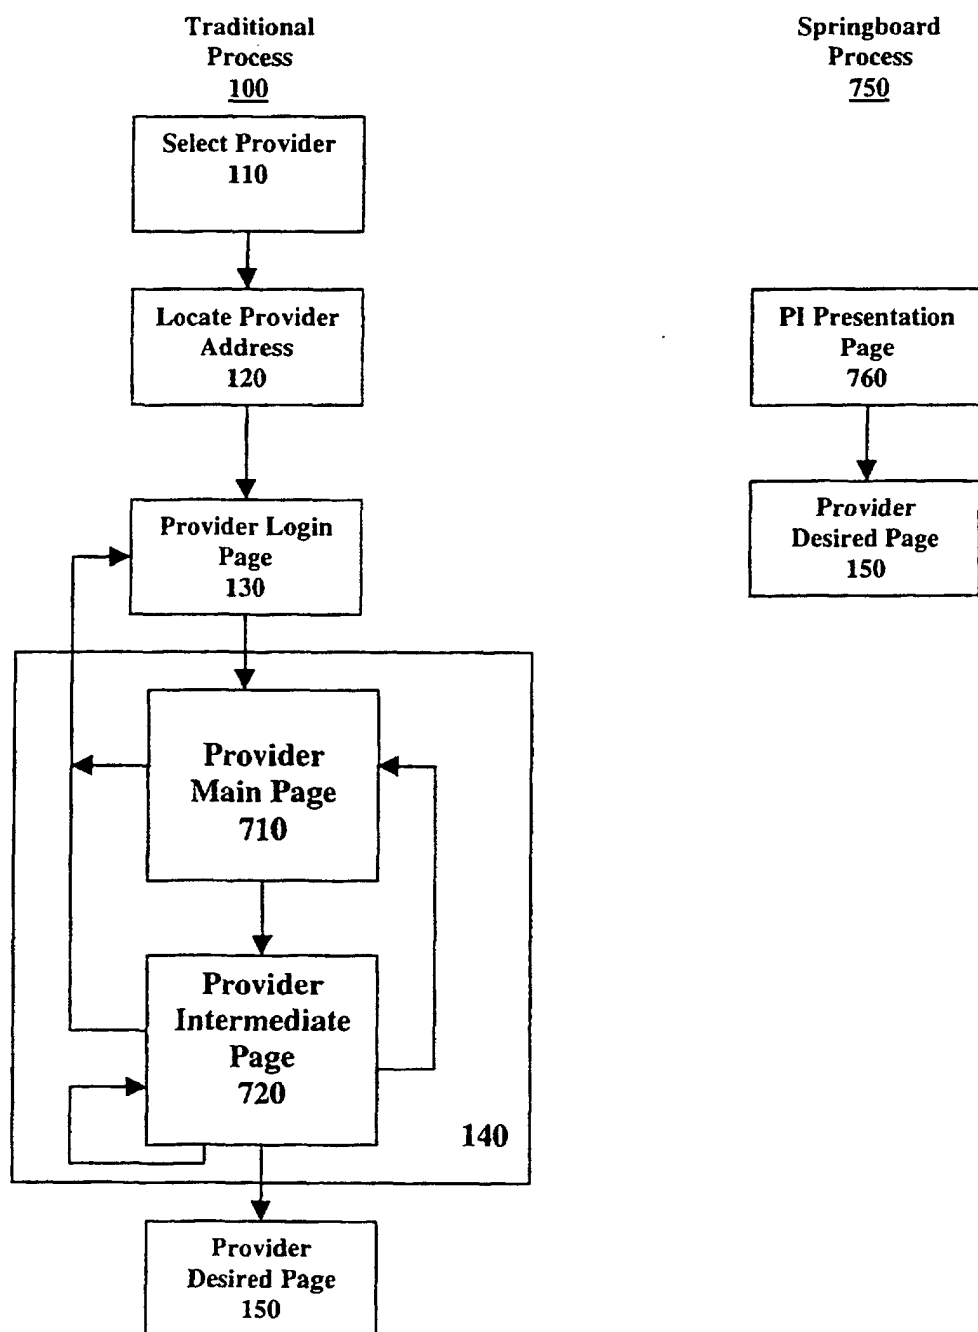 Traditional
Process
100
Select Provider
110
Locate Provider
Address
120
Provider Login
Page
130
Provider
Main Page
710
Provider
Intermediate
Page
720
140
Provider
Desired Page
150
Springboard
Process
750
PI Presentation
Page
760
Provider
Desired Page
150